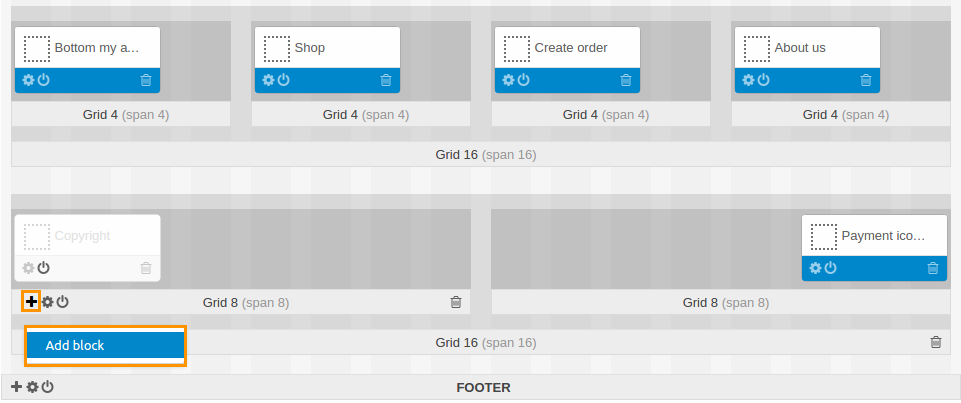 Bottom my a... Shop Create order About us
Grid 4 (span 4) Grid 4 (span 4) Grid 4 (span 4) Grid 4 (span 4)
Grid 16 (span 16)
Copyright Payment ico...
Grid 8 (span 8) Grid 8 (span 8)
Add block Grid 16 (span 16)
FOOTER